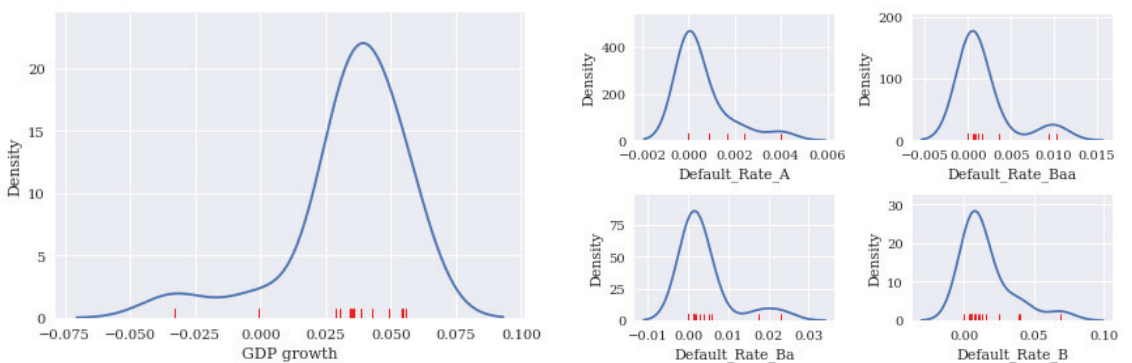 20
15
10
5
0
Density
−0.075 −0.050 −0.025 0.000 0.025 0.050 0.075 0.100
GDP growth
400
200
0
Density
−0.002 0.000 0.002 0.004 0.006
Default_Rate_A
200
100
0
Density
−0.005 0.000 0.005 0.010 0.015
Default_Rate_Baa
75
50
25
0
Density
−0.01 0.00 0.01 0.02 0.03
Default_Rate_Ba
30
20
10
0
Density
0.00 0.05 0.10
Default_Rate_B